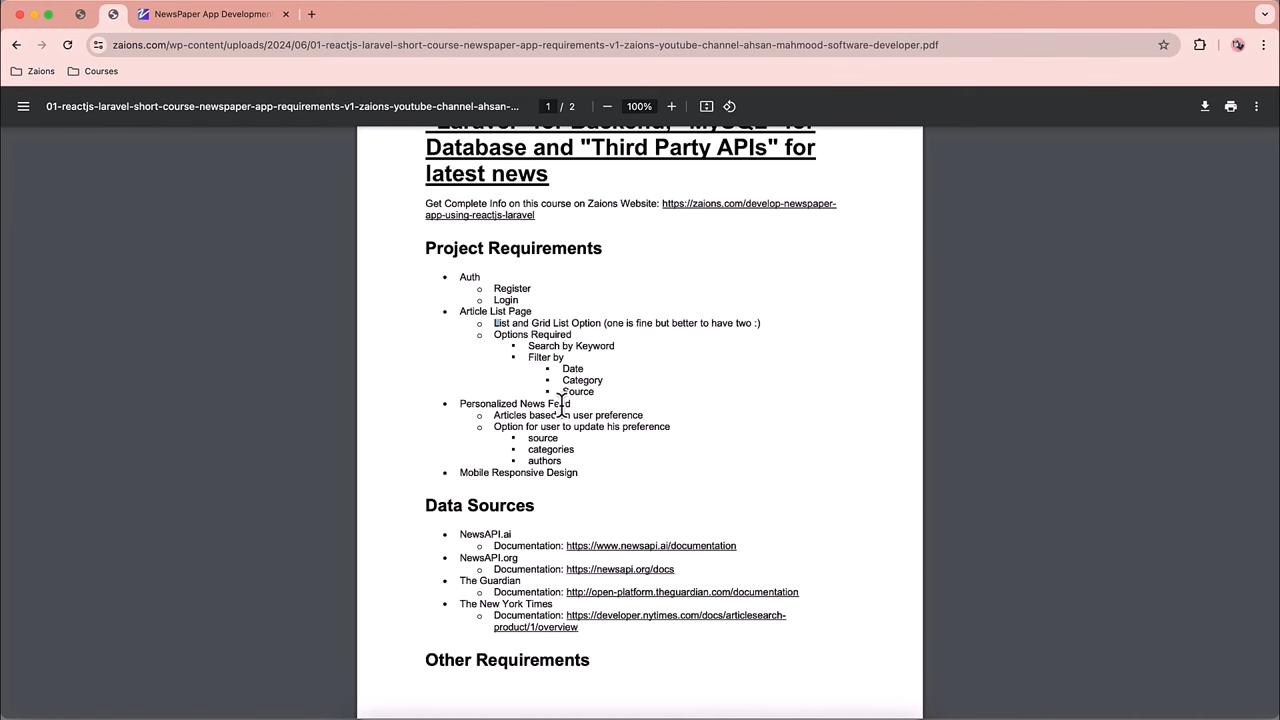 NewsPaper App Developmen
zaions.com/wp-content/uploads/2024/06/01-reactjs-laravel-short-course-newspaper-app-requirements-v1-zaions-youtube-channel-ahsan-mahmood-software-developer.pdf
Zaions
Courses
01-reactjs-laravel-short-course-newspaper-app-requirements-v1-zaions-youtube-channel-ahsan-...
1 / 2
100%
"Laravel" for Backend, "MySQL" for
Database and "Third Party APIs" for
latest news
Get Complete Info on this course on Zaions Website: https://zaions.com/develop-newspaper-
app-using-reactjs-laravel
Project Requirements
Auth
Register
Login
Article List Page
List and Grid List Option (one is fine but better to have two :)
Options Required
Search by Keyword
Filter by
Date
Category
Source
Personalized News Feed
Articles based on user preference
Option for user to update his preference
source
categories
authors
Mobile Responsive Design
Data Sources
NewsAPI.ai
Documentation: https://www.newsapi.ai/documentation
NewsAPI.org
Documentation: https://newsapi.org/docs
The Guardian
Documentation: http://open-platform.theguardian.com/documentation
The New York Times
Documentation: https://developer.nytimes.com/docs/articlesearch-
product/1/overview
Other Requirements